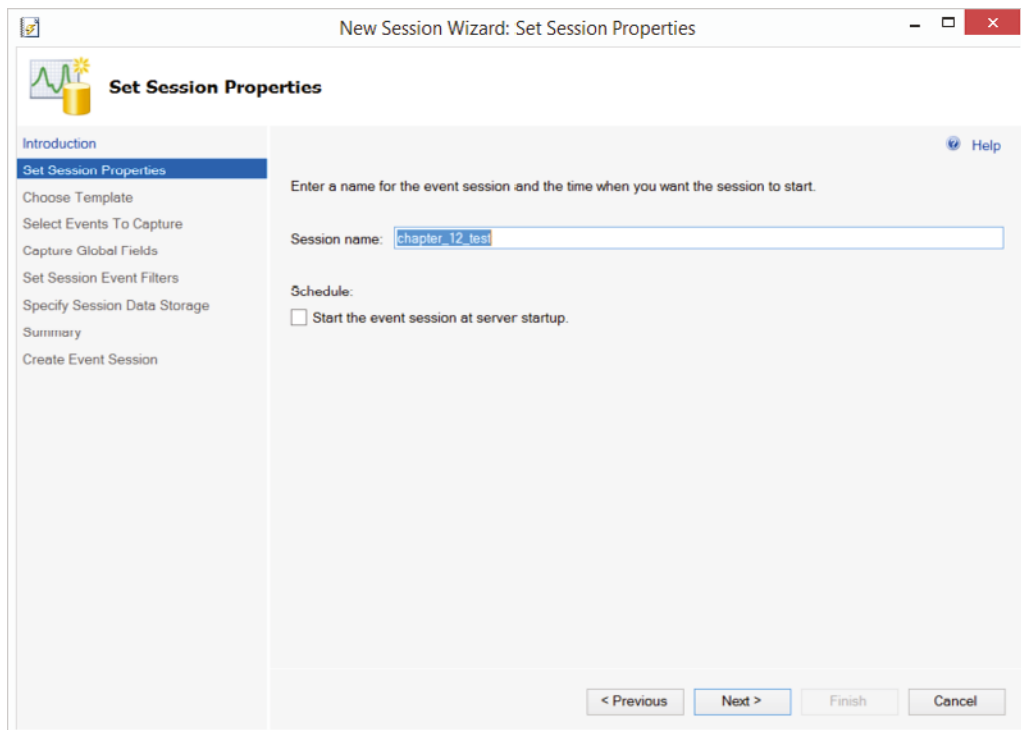 New Session Wizard: Set Session Properties
Set Session Properties
Introduction
Set Session Properties
Choose Template
Select Events To Capture
Capture Global Fields
Set Session Event Filters
Specify Session Data Storage
Summary
Create Event Session
Help
Enter a name for the event session and the time when you want the session to start.
Session name: chapter_12_test
Schedule:
Start the event session at server startup.
< Previous Next > Finish Cancel